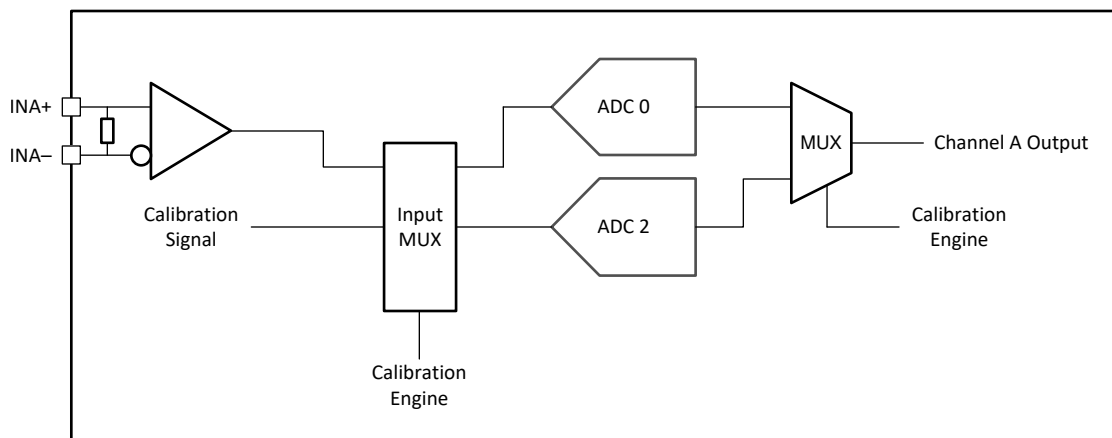 INA+
INA–
ADC 0
MUX
Channel A Output
Calibration
Signal
Input
MUX
ADC 2
Calibration
Engine
Calibration
Engine